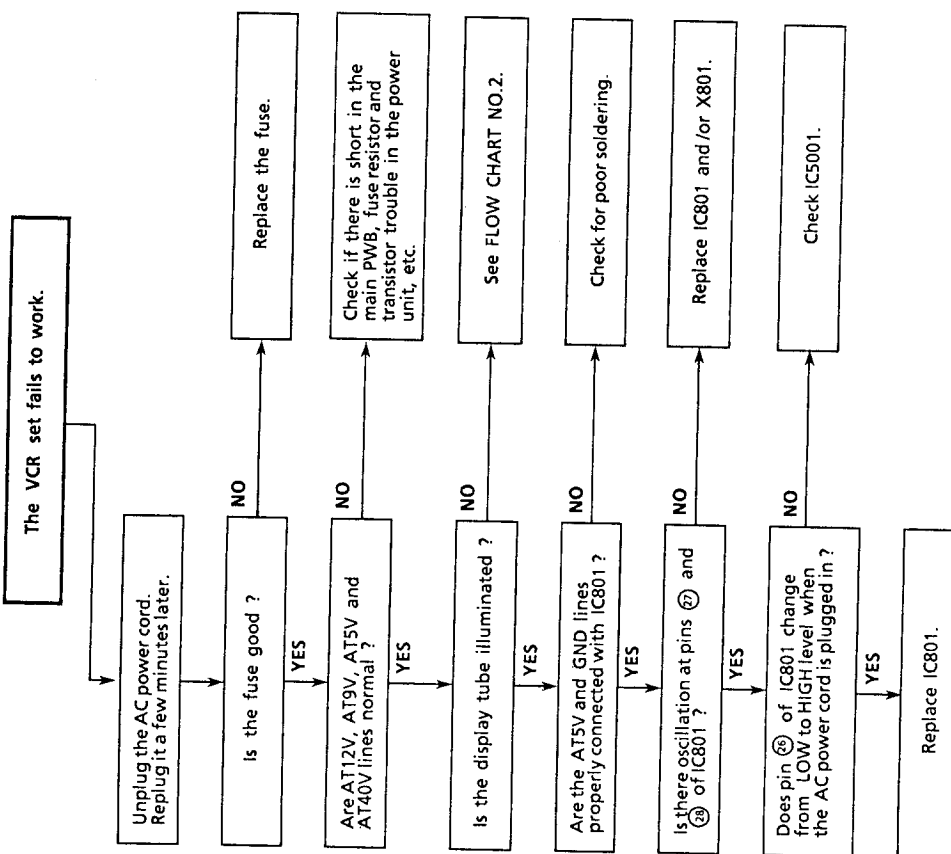 The VCR set fails to work.
Unplug the AC power cord.
Replug it a few minutes later.
Is the fuse good ?
NO
Replace the fuse.
YES
Are AT12V, AT9V, AT5V and
AT40V lines normal ?
NO
Check if there is short in the
main PWB, fuse resistor and
transistor trouble in the power
unit, etc.
YES
Is the display tube illuminated ?
NO
See FLOW CHART NO.2.
YES
Are the AT5V and GND lines
properly connected with IC801 ?
NO
Check for poor soldering.
YES
Is there oscillation at pins ㉗ and
㉘ of IC801 ?
NO
Replace IC801 and/or X801.
YES
Does pin ㉖ of IC801 change
from LOW to HIGH level when
the AC power cord is plugged in ?
NO
Check IC5001.
YES
Replace IC801.